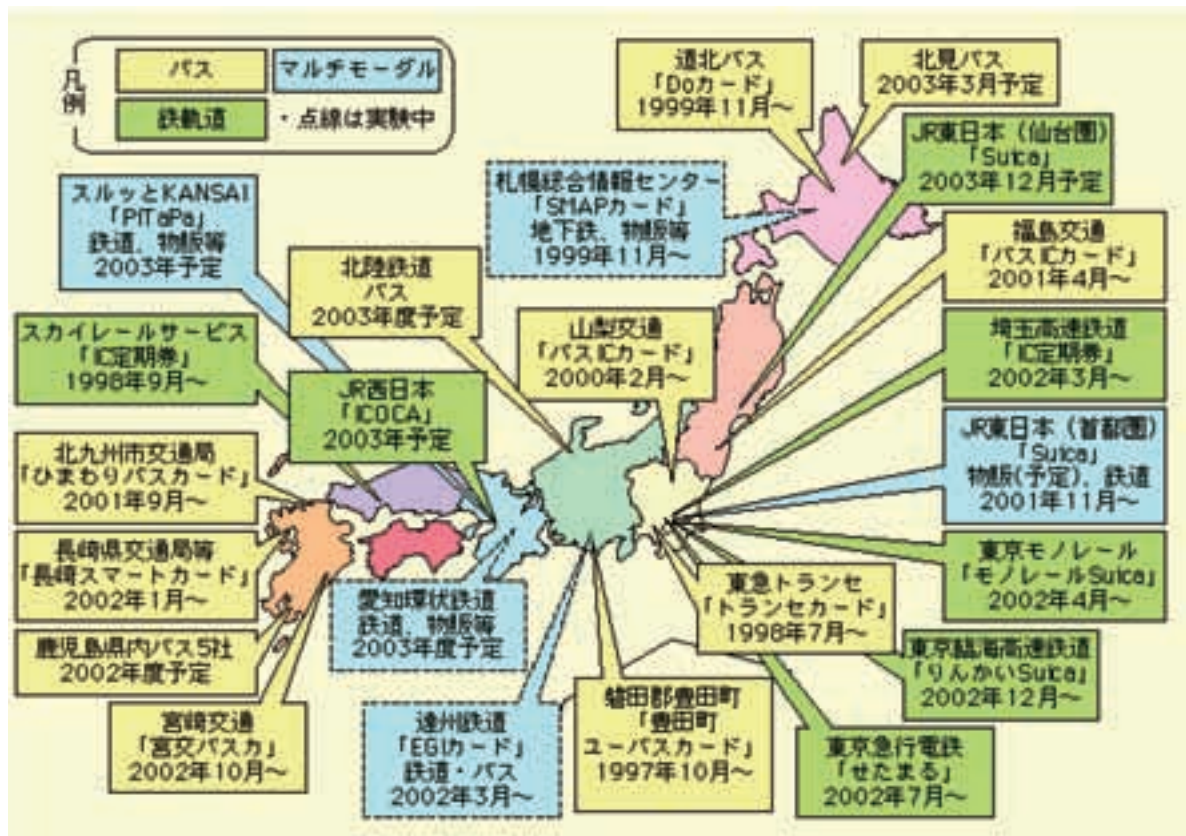 凡例
バス
マルチモーダル
鉄軌道
・点線は実験中
道北バス
「Doカード」
1999年11月～
北見バス
2003年3月予定
JR東日本（仙台圏）
「Suica」
2003年12月予定
スルッとKANSAI
「PiTaPa」
鉄道、物販等
2003年予定
札幌総合情報センター
「SMAPカード」
地下鉄、物販等
1999年11月～
福島交通
「バスICカード」
2001年4月～
北陸鉄道
バス
2003年度予定
山梨交通
「バスICカード」
2000年2月～
スカイレールサービス
「IC定期券」
1998年9月～
JR西日本
「ICOCA」
2003年予定
埼玉高速鉄道
「IC定期券」
2002年3月～
北九州市交通局
「ひまわりバスカード」
2001年9月～
JR東日本（首都圏）
「Suica」
物販(予定)、鉄道
2001年11月～
長崎県交通局等
「長崎スマートカード」
2002年1月～
愛知環状鉄道
鉄道、物販等
2003年度予定
東急トランセ
「トランセカード」
1998年7月～
東京モノレール
「モノレールSuica」
2002年4月～
鹿児島県内バス5社
2002年度予定
東京臨海高速鉄道
「りんかいSuica」
2002年12月～
宮崎交通
「宮交バスカ」
2002年10月～
遠州鉄道
「EGカード」
鉄道・バス
2002年3月～
磐田郡豊田町
「豊田町
ユーバスカード」
1997年10月～
東京急行電鉄
「せたまる」
2002年7月～